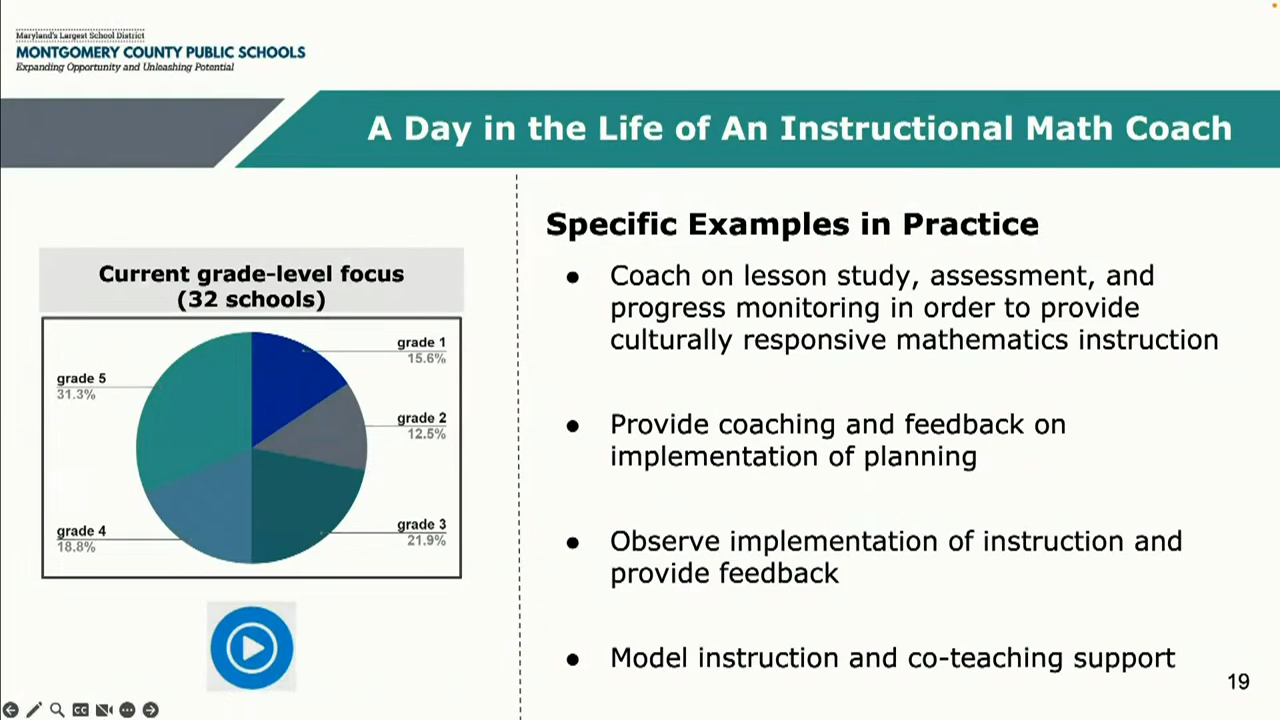 Maryland's Largest School District
MONTGOMERY COUNTY PUBLIC SCHOOLS
Expanding Opportunity and Unleashing Potential
A Day in the Life of An Instructional Math Coach
Current grade-level focus
(32 schools)
grade 1
15.6%
grade 2
12.5%
grade 3
21.9%
grade 4
18.8%
grade 5
31.3%
Specific Examples in Practice
● Coach on lesson study, assessment, and
progress monitoring in order to provide
culturally responsive mathematics instruction
● Provide coaching and feedback on
implementation of planning
● Observe implementation of instruction and
provide feedback
● Model instruction and co-teaching support
19
CC